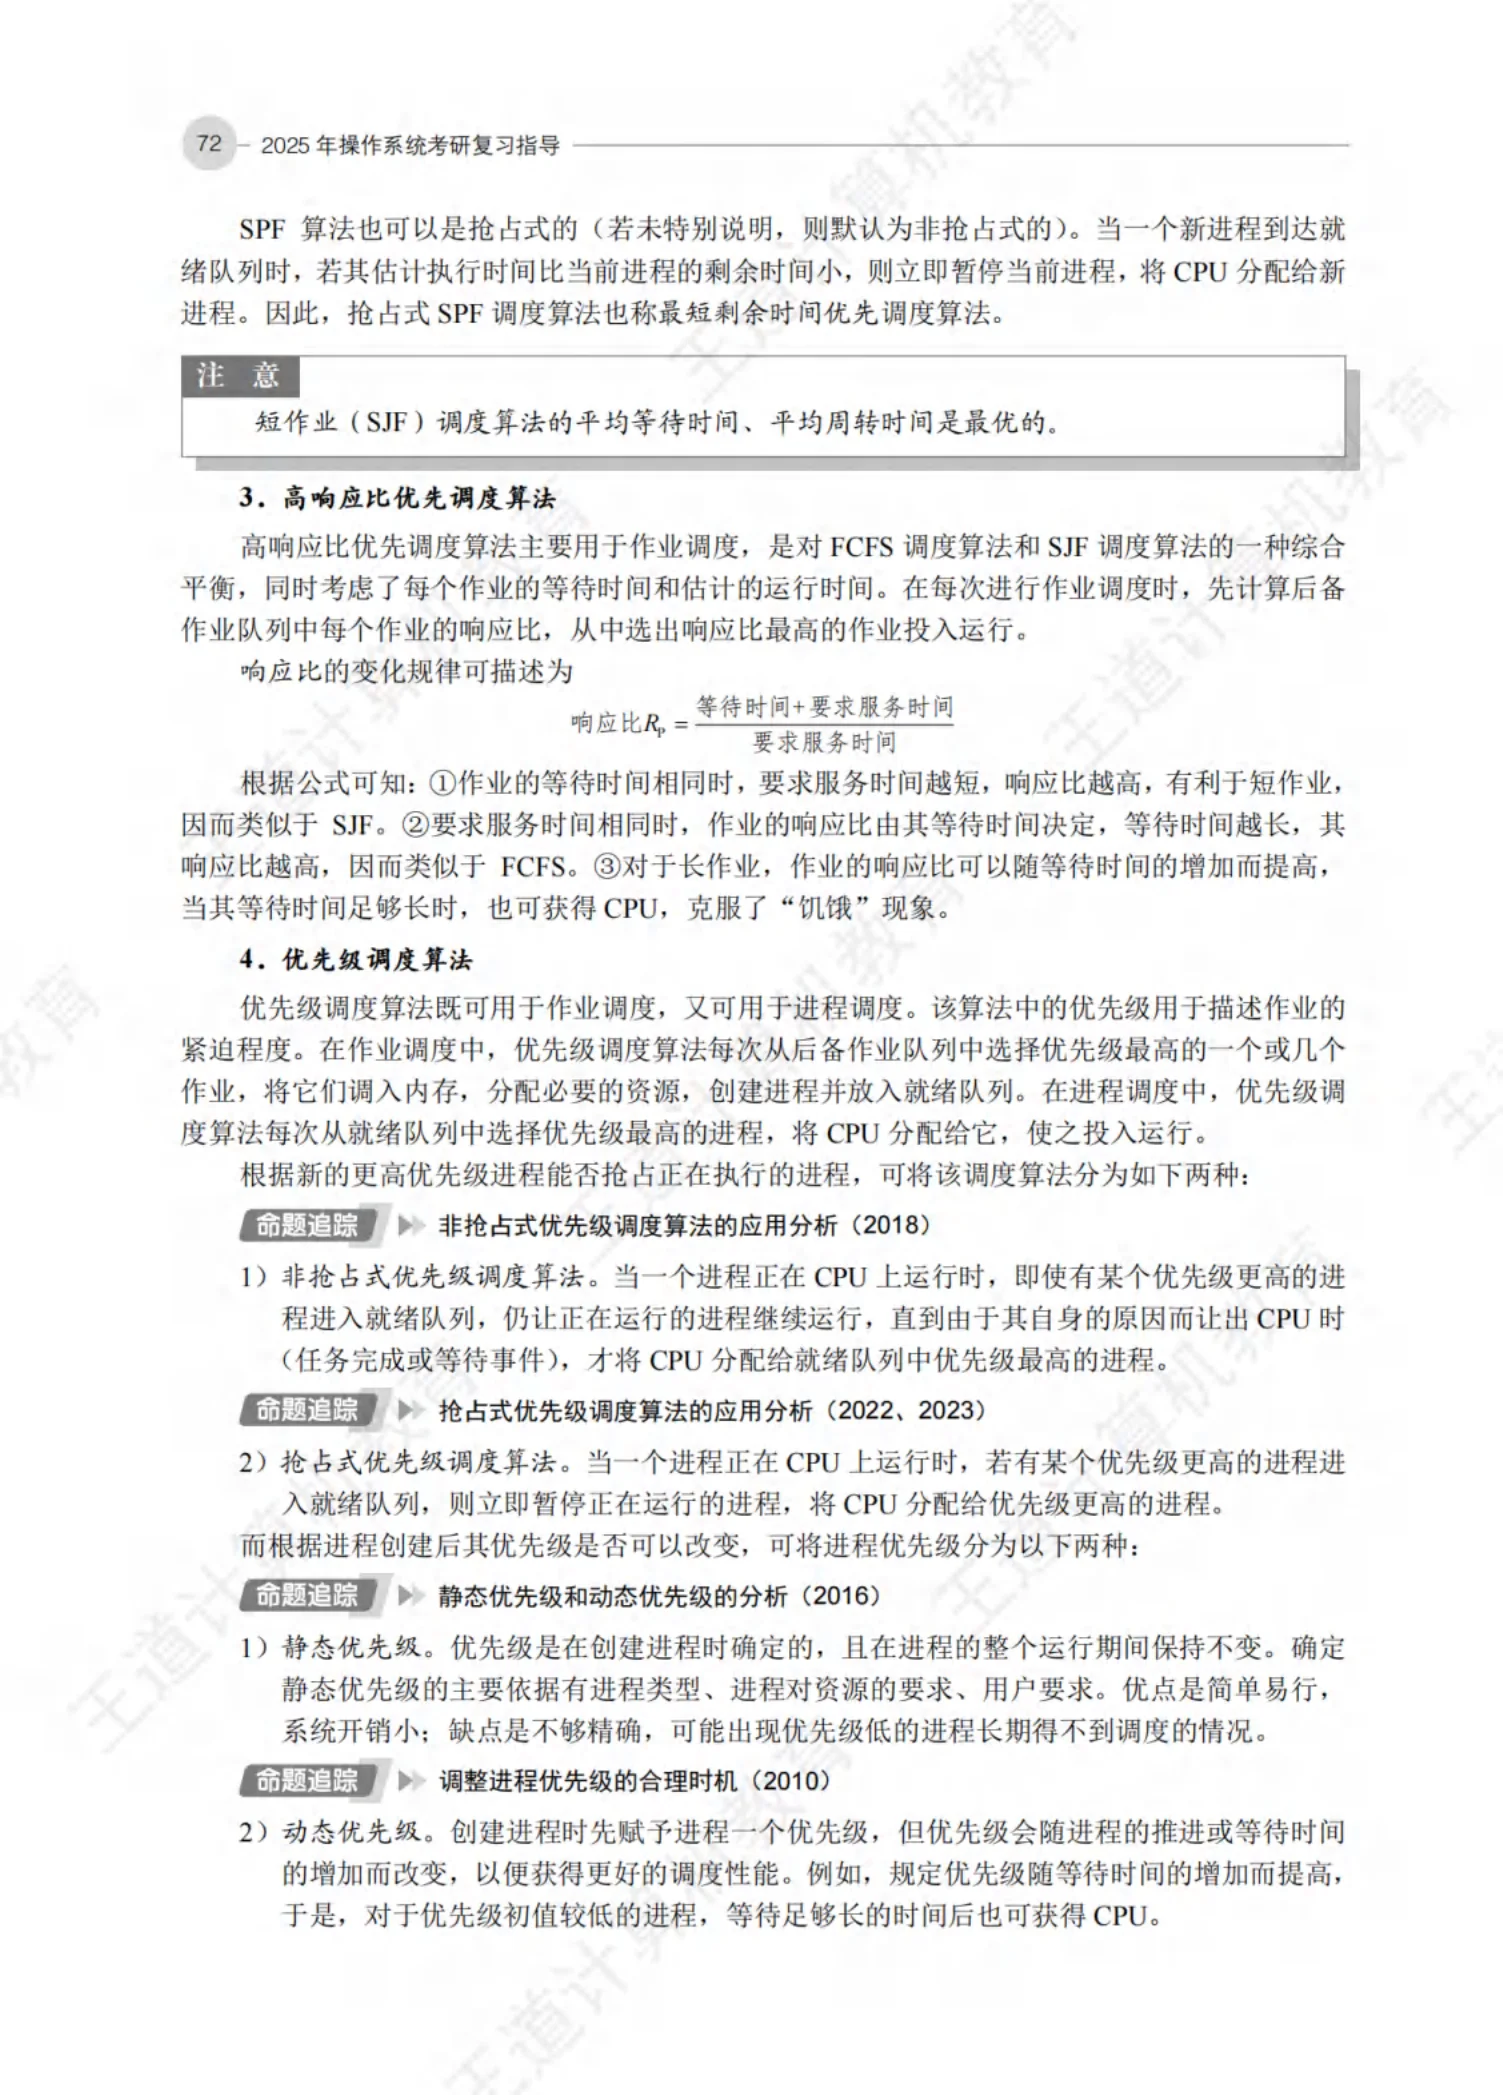 72
2025 年操作系统考研复习指导
SPF 算法也可以是抢占式的（若未特别说明，则默认为非抢占式的）。当一个新进程到达就
绪队列时，若其估计执行时间比当前进程的剩余时间小，则立即暂停当前进程，将 CPU 分配给新
进程。因此，抢占式 SPF 调度算法也称最短剩余时间优先调度算法。
注 意
短作业（SJF）调度算法的平均等待时间、平均周转时间是最优的。
3．高响应比优先调度算法
高响应比优先调度算法主要用于作业调度，是对 FCFS 调度算法和 SJF 调度算法的一种综合
平衡，同时考虑了每个作业的等待时间和估计的运行时间。在每次进行作业调度时，先计算后备
作业队列中每个作业的响应比，从中选出响应比最高的作业投入运行。
响应比的变化规律可描述为
等待时间+要求服务时间
响应比Rp =
要求服务时间
根据公式可知：①作业的等待时间相同时，要求服务时间越短，响应比越高，有利于短作业，
因而类似于 SJF。②要求服务时间相同时，作业的响应比由其等待时间决定，等待时间越长，其
响应比越高，因而类似于 FCFS。③对于长作业，作业的响应比可以随等待时间的增加而提高，
当其等待时间足够长时，也可获得 CPU，克服了“饥饿”现象。
4．优先级调度算法
优先级调度算法既可用于作业调度，又可用于进程调度。该算法中的优先级用于描述作业的
紧迫程度。在作业调度中，优先级调度算法每次从后备作业队列中选择优先级最高的一个或几个
作业，将它们调入内存，分配必要的资源，创建进程并放入就绪队列。在进程调度中，优先级调
度算法每次从就绪队列中选择优先级最高的进程，将 CPU 分配给它，使之投入运行。
根据新的更高优先级进程能否抢占正在执行的进程，可将该调度算法分为如下两种：
命题追踪 非抢占式优先级调度算法的应用分析（2018）
1）非抢占式优先级调度算法。当一个进程正在 CPU 上运行时，即使有某个优先级更高的进
程进入就绪队列，仍让正在运行的进程继续运行，直到由于其自身的原因而让出 CPU 时
（任务完成或等待事件），才将 CPU 分配给就绪队列中优先级最高的进程。
命题追踪 抢占式优先级调度算法的应用分析（2022、2023）
2）抢占式优先级调度算法。当一个进程正在 CPU 上运行时，若有某个优先级更高的进程进
入就绪队列，则立即暂停正在运行的进程，将 CPU 分配给优先级更高的进程。
而根据进程创建后其优先级是否可以改变，可将进程优先级分为以下两种：
命题追踪 静态优先级和动态优先级的分析（2016）
1）静态优先级。优先级是在创建进程时确定的，且在进程的整个运行期间保持不变。确定
静态优先级的主要依据有进程类型、进程对资源的要求、用户要求。优点是简单易行，
系统开销小；缺点是不够精确，可能出现优先级低的进程长期得不到调度的情况。
命题追踪 调整进程优先级的合理时机（2010）
2）动态优先级。创建进程时先赋予进程一个优先级，但优先级会随进程的推进或等待时间
的增加而改变，以便获得更好的调度性能。例如，规定优先级随等待时间的增加而提高，
于是，对于优先级初值较低的进程，等待足够长的时间后也可获得 CPU。
王道计算机教育
王道计算机教育
王道计算机教育
王道计算机教育
王道计算机教育
王道计算机教育
王道计算机教育